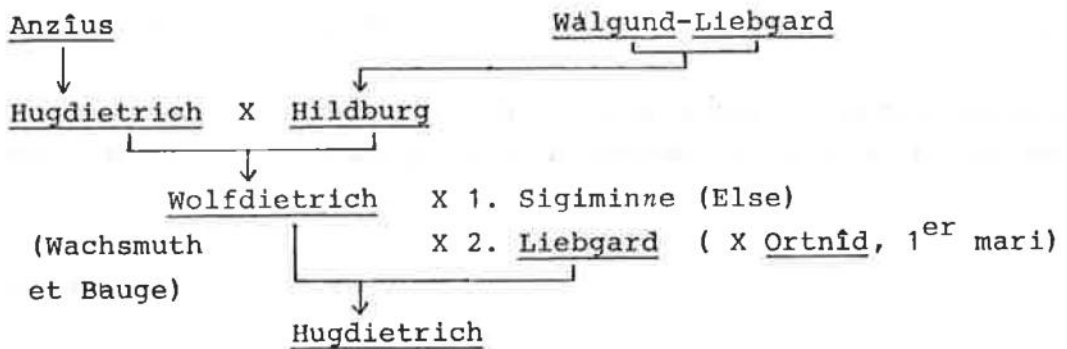 Anzîus Walgund-Liebgard
Hugdietrich X Hildburg
Wolfdietrich X 1. Sigiminne (Else)
(Wachsmuth X 2. Liebgard ( X Ortnîd, 1er mari)
et Bauge)
Hugdietrich